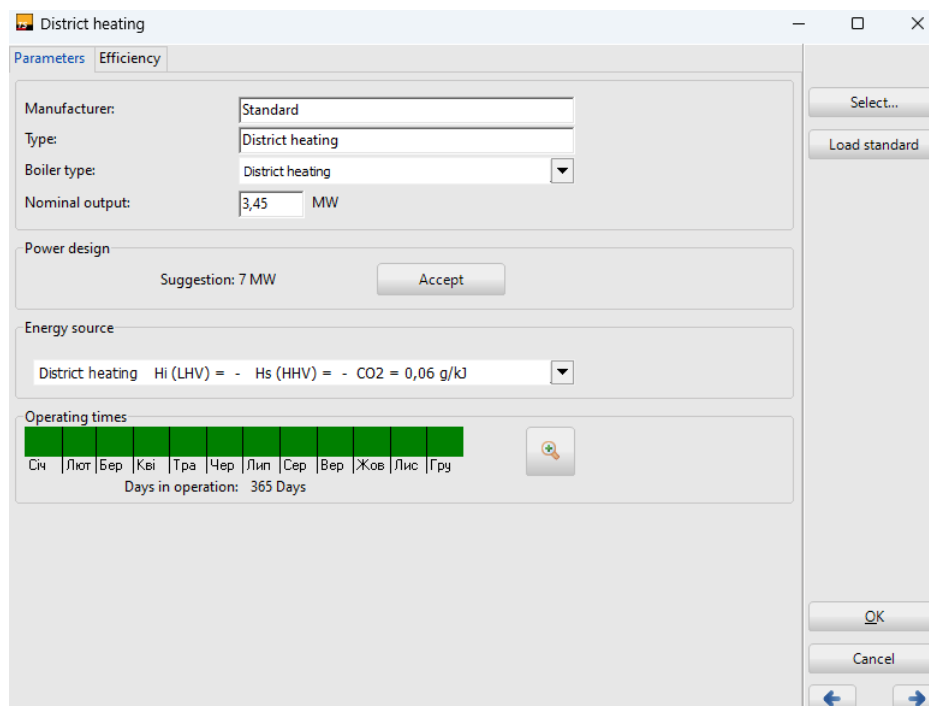 TS District heating
Parameters Efficiency
Manufacturer: Standard
Type: District heating
Boiler type: District heating
Nominal output: 3,45 MW
Power design
Suggestion: 7 MW Accept
Energy source
District heating Hi (LHV) = - Hs (HHV) = - CO2 = 0,06 g/kJ
Operating times
Січ Лют Бер Кві Тра Чер Лип Сер Вер Жов Лис Гру
Days in operation: 365 Days
Select...
Load standard
OK
Cancel